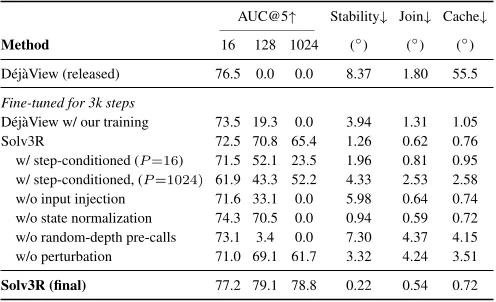 AUC@5↑ Stability↓ Join.↓ Cache.↓
Method 16 128 1024 (°) (°) (°)
DéjàView (released) 76.5 0.0 0.0 8.37 1.80 55.5
Fine-tuned for 3k steps
DéjàView w/ our training 73.5 19.3 0.0 3.94 1.31 1.05
Solv3R 72.5 70.8 65.4 1.26 0.62 0.76
w/ step-conditioned (P=16) 71.5 52.1 23.5 1.96 0.81 0.95
w/ step-conditioned, (P=1024) 61.9 43.3 52.2 4.33 2.53 2.58
w/o input injection 71.6 33.1 0.0 5.98 0.64 0.74
w/o state normalization 74.3 70.5 0.0 0.94 0.59 0.72
w/o random-depth pre-calls 73.1 3.4 0.0 7.30 4.37 4.15
w/o perturbation 71.0 69.1 61.7 3.32 4.24 3.51
Solv3R (final) 77.2 79.1 78.8 0.22 0.54 0.72